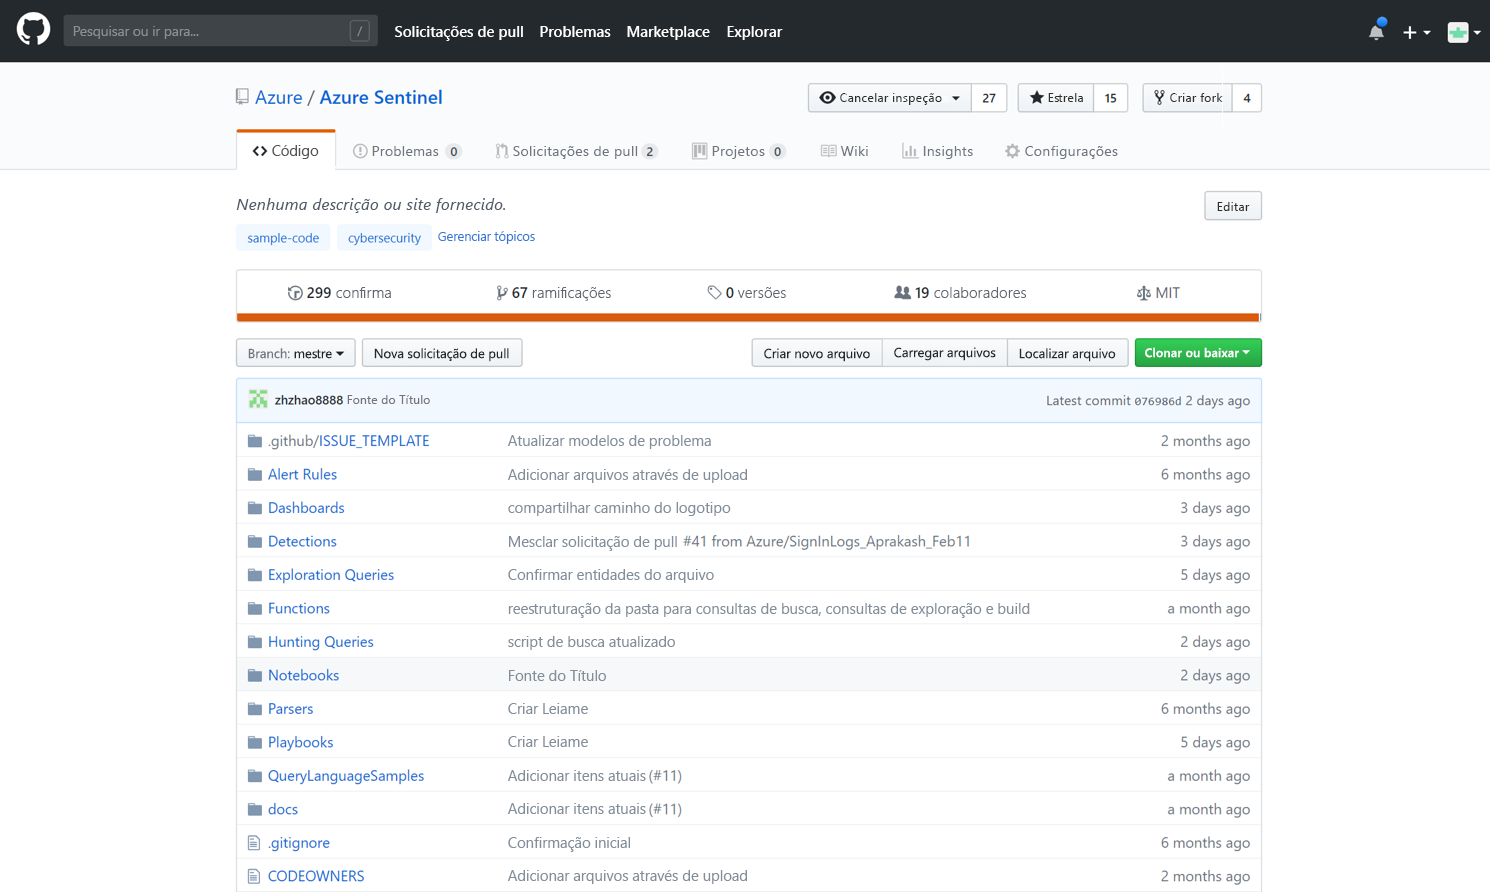 Pesquisar ou ir para... / Solicitações de pull Problemas Marketplace Explorar
Azure / Azure Sentinel Cancelar inspeção 27 Estrela 15 Criar fork 4
Código Problemas 0 Solicitações de pull 2 Projetos 0 Wiki Insights Configurações
Nenhuma descrição ou site fornecido. Editar
sample-code cybersecurity Gerenciar tópicos
299 confirma 67 ramificações 0 versões 19 colaboradores MIT
Branch: mestre Nova solicitação de pull Criar novo arquivo Carregar arquivos Localizar arquivo Clonar ou baixar
zhzhao8888 Fonte do Título Latest commit 076986d 2 days ago
.github/ISSUE_TEMPLATE Atualizar modelos de problema 2 months ago
Alert Rules Adicionar arquivos através de upload 6 months ago
Dashboards compartilhar caminho do logotipo 3 days ago
Detections Mesclar solicitação de pull #41 from Azure/SignInLogs_Aprakash_Feb11 3 days ago
Exploration Queries Confirmar entidades do arquivo 5 days ago
Functions reestruturação da pasta para consultas de busca, consultas de exploração e build a month ago
Hunting Queries script de busca atualizado 2 days ago
Notebooks Fonte do Título 2 days ago
Parsers Criar Leiame 6 months ago
Playbooks Criar Leiame 5 days ago
QueryLanguageSamples Adicionar itens atuais (#11) a month ago
docs Adicionar itens atuais (#11) a month ago
.gitignore Confirmação inicial 6 months ago
CODEOWNERS Adicionar arquivos através de upload 2 months ago